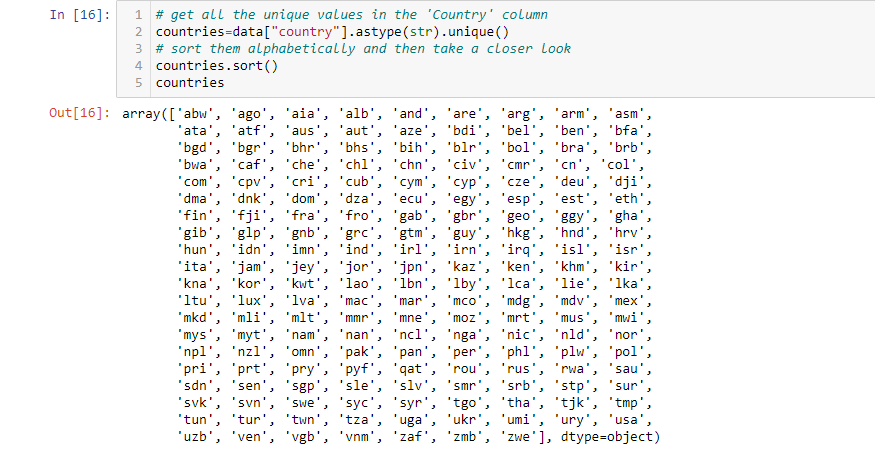 In [16]:
1 # get all the unique values in the 'Country' column
2 countries=data["country"].astype(str).unique()
3 # sort them alphabetically and then take a closer look
4 countries.sort()
5 countries
Out[16]: array(['abw', 'ago', 'aia', 'alb', 'and', 'are', 'arg', 'arm', 'asm',
'ata', 'atf', 'aus', 'aut', 'aze', 'bdi', 'bel', 'ben', 'bfa',
'bgd', 'bgr', 'bhr', 'bhs', 'bih', 'blr', 'bol', 'bra', 'brb',
'bwa', 'caf', 'che', 'chl', 'chn', 'civ', 'cmr', 'cn', 'col',
'com', 'cpv', 'cri', 'cub', 'cym', 'cyp', 'cze', 'deu', 'dji',
'dma', 'dnk', 'dom', 'dza', 'ecu', 'egy', 'esp', 'est', 'eth',
'fin', 'fji', 'fra', 'fro', 'gab', 'gbr', 'geo', 'ggy', 'gha',
'gib', 'glp', 'gnb', 'grc', 'gtm', 'guy', 'hkg', 'hnd', 'hrv',
'hun', 'idn', 'imn', 'ind', 'irl', 'irn', 'irq', 'isl', 'isr',
'ita', 'jam', 'jey', 'jor', 'jpn', 'kaz', 'ken', 'khm', 'kir',
'kna', 'kor', 'kwt', 'lao', 'lbn', 'lby', 'lca', 'lie', 'lka',
'ltu', 'lux', 'lva', 'mac', 'mar', 'mco', 'mdg', 'mdv', 'mex',
'mkd', 'mli', 'mlt', 'mmr', 'mne', 'moz', 'mrt', 'mus', 'mwi',
'mys', 'myt', 'nam', 'nan', 'ncl', 'nga', 'nic', 'nld', 'nor',
'npl', 'nzl', 'omn', 'pak', 'pan', 'per', 'phl', 'plw', 'pol',
'pri', 'prt', 'pry', 'pyf', 'qat', 'rou', 'rus', 'rwa', 'sau',
'sdn', 'sen', 'sgp', 'sle', 'slv', 'smr', 'srb', 'stp', 'sur',
'svk', 'svn', 'swe', 'syc', 'syr', 'tgo', 'tha', 'tjk', 'tmp',
'tun', 'tur', 'twn', 'tza', 'uga', 'ukr', 'umi', 'ury', 'usa',
'uzb', 'ven', 'vgb', 'vnm', 'zaf', 'zmb', 'zwe'], dtype=object)